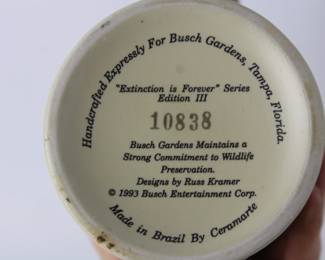 Handcrafted Expressly For Busch Gardens, Tampa, Florida.
"Extinction is Forever" Series
Edition III
10838
Busch Gardens Maintains a
Strong Commitment to Wildlife
Preservation.
Designs by Russ Kramer
© 1993 Busch Entertainment Corp.
Made in Brazil By Ceramarte